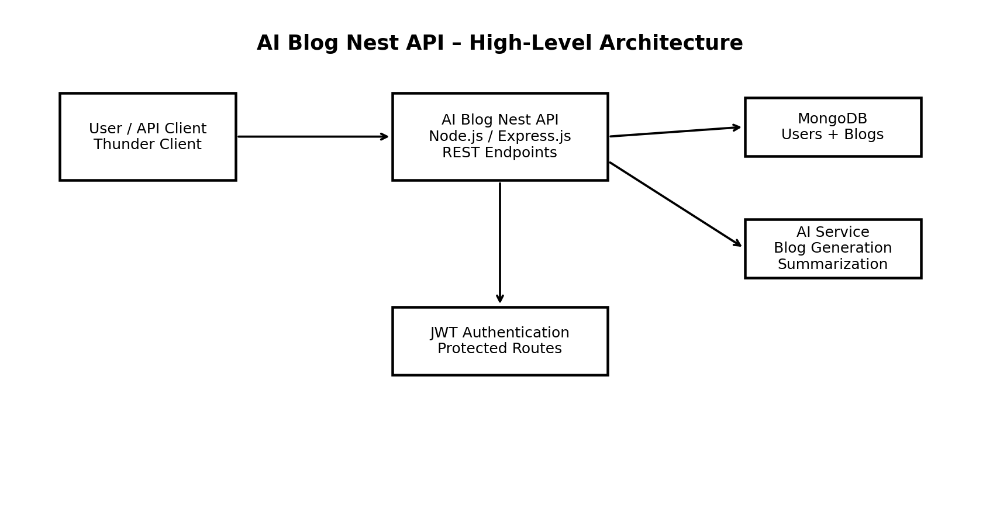 AI Blog Nest API – High-Level Architecture
User / API Client
Thunder Client
AI Blog Nest API
Node.js / Express.js
REST Endpoints
MongoDB
Users + Blogs
AI Service
Blog Generation
Summarization
JWT Authentication
Protected Routes